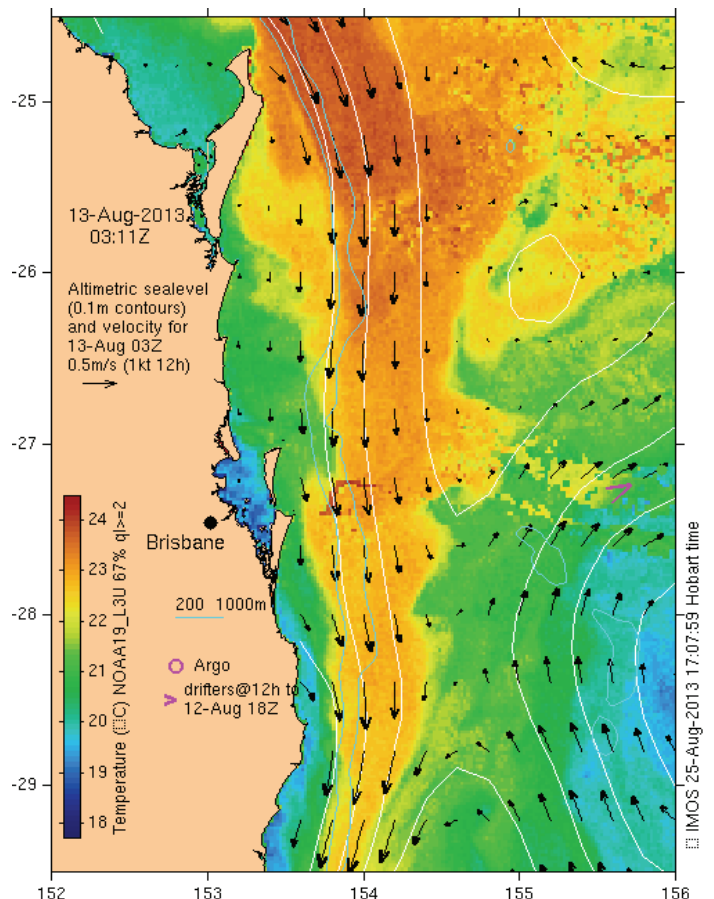 -25
-26
-27
-28
-29
13-Aug-2013
03:11Z
Altimetric sealevel
(0.1m contours)
and velocity for
13-Aug 03Z
0.5m/s (1kt 12h)
24
23
22
21
20
19
18
Temperature (□C) NOAA19_L3U 67% ql>=2
Brisbane
200 1000m
Argo
drifters@12h to
12-Aug 18Z
152
153
154
155
156
□ IMOS 25-Aug-2013 17:07:59 Hobart time